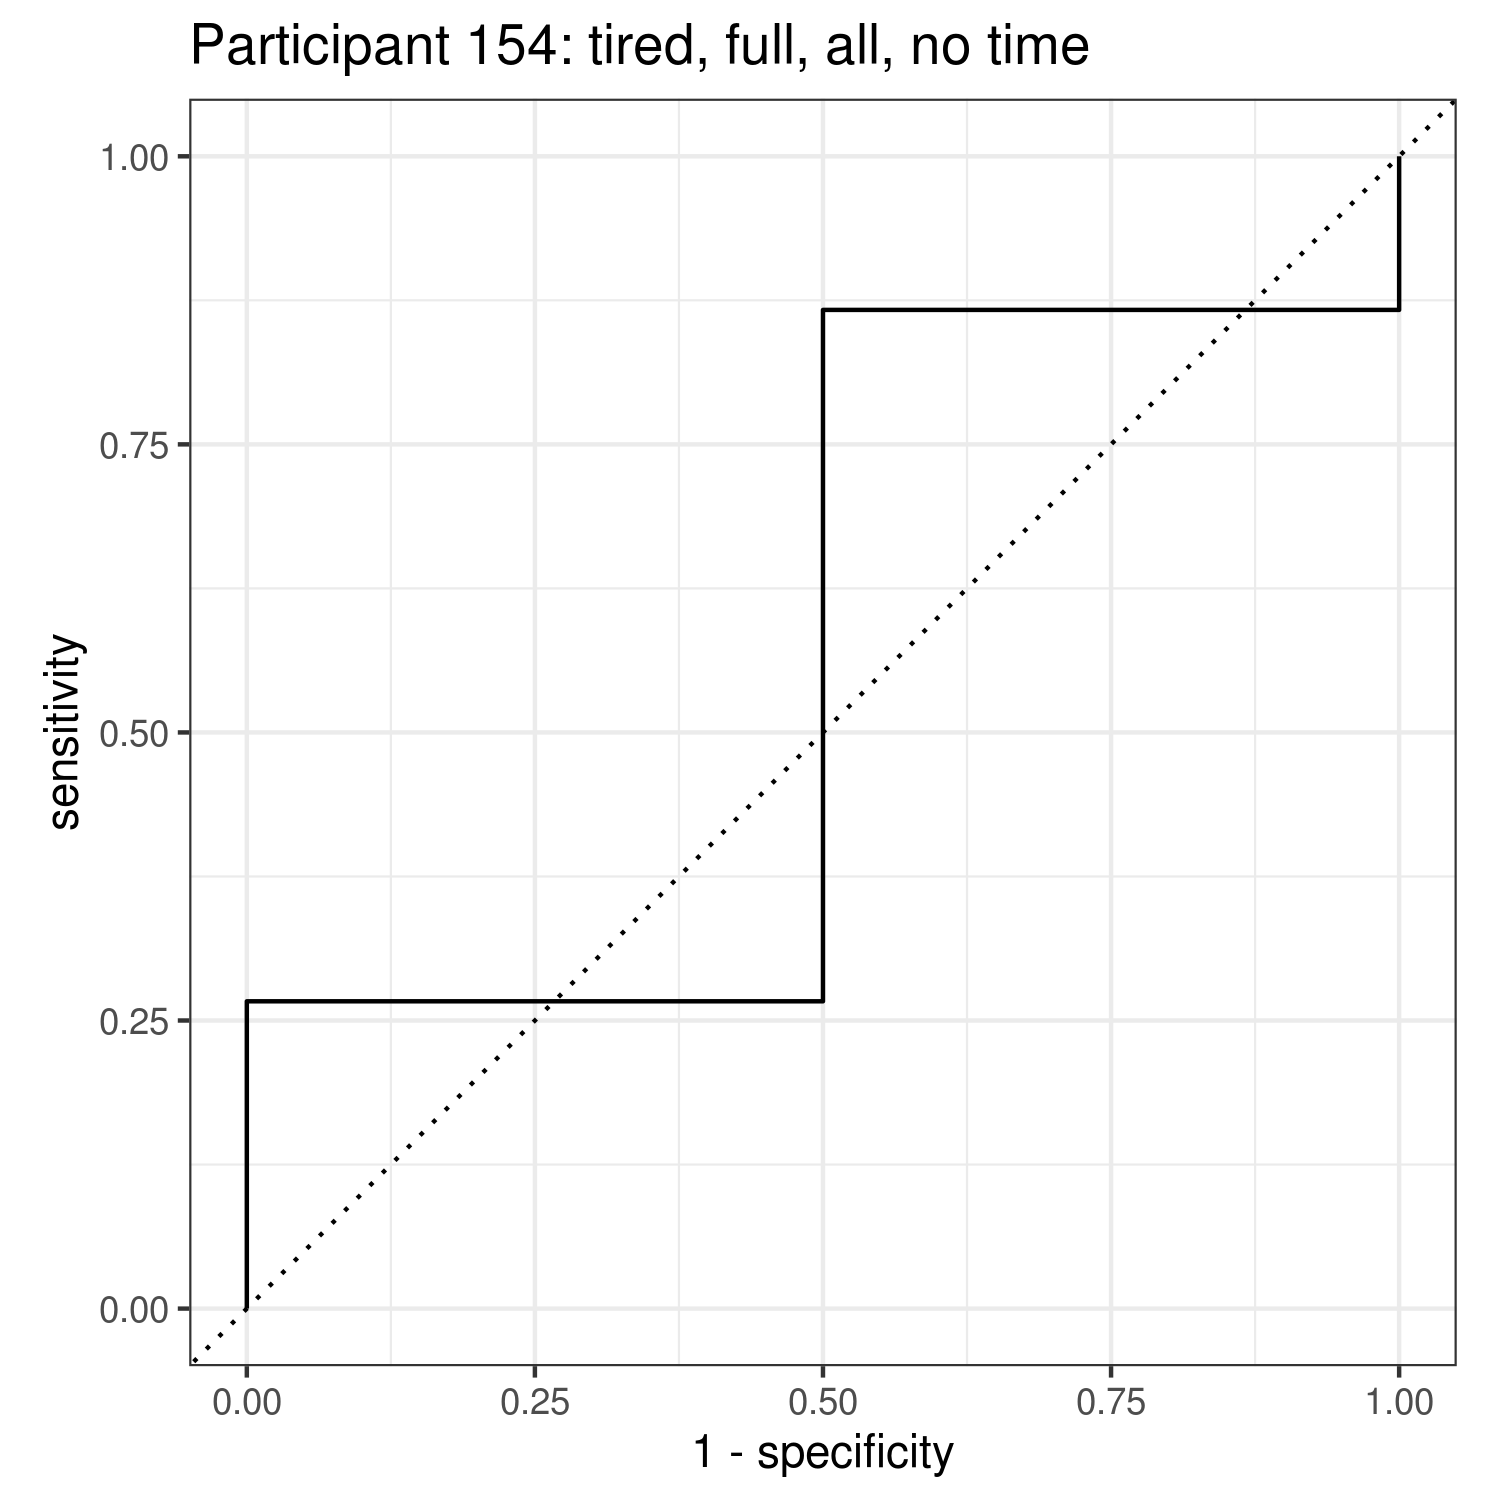 Participant 154: tired, full, all, no time
1.00
0.75
0.50
0.25
0.00
sensitivity
0.00 0.25 0.50 0.75 1.00
1 - specificity